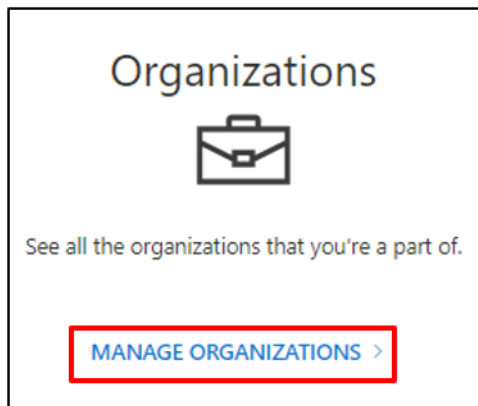 Organizations
See all the organizations that you're a part of.
MANAGE ORGANIZATIONS >